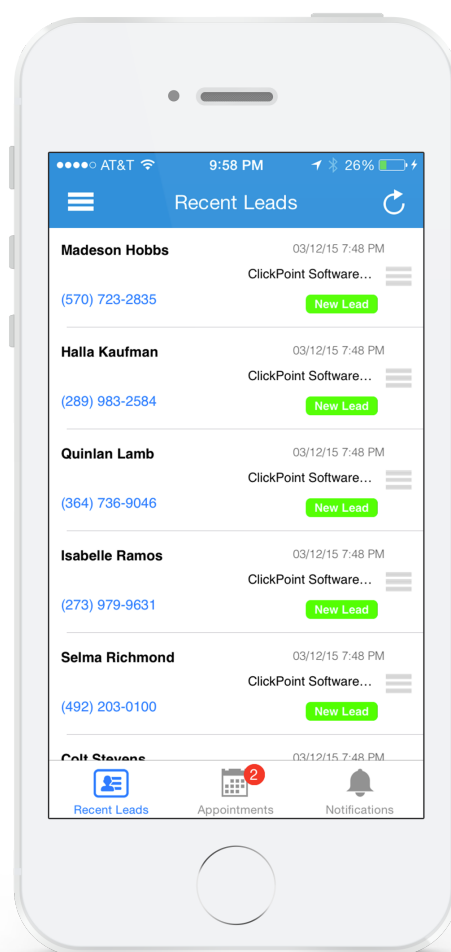 AT&T 9:58 PM 26%
Recent Leads
Madeson Hobbs 03/12/15 7:48 PM
ClickPoint Software...
(570) 723-2835 New Lead
Halla Kaufman 03/12/15 7:48 PM
ClickPoint Software...
(289) 983-2584 New Lead
Quinlan Lamb 03/12/15 7:48 PM
ClickPoint Software...
(364) 736-9046 New Lead
Isabelle Ramos 03/12/15 7:48 PM
ClickPoint Software...
(273) 979-9631 New Lead
Selma Richmond 03/12/15 7:48 PM
ClickPoint Software...
(492) 203-0100 New Lead
Colt Stevens 03/12/15 7:48 PM
2
Recent Leads Appointments Notifications